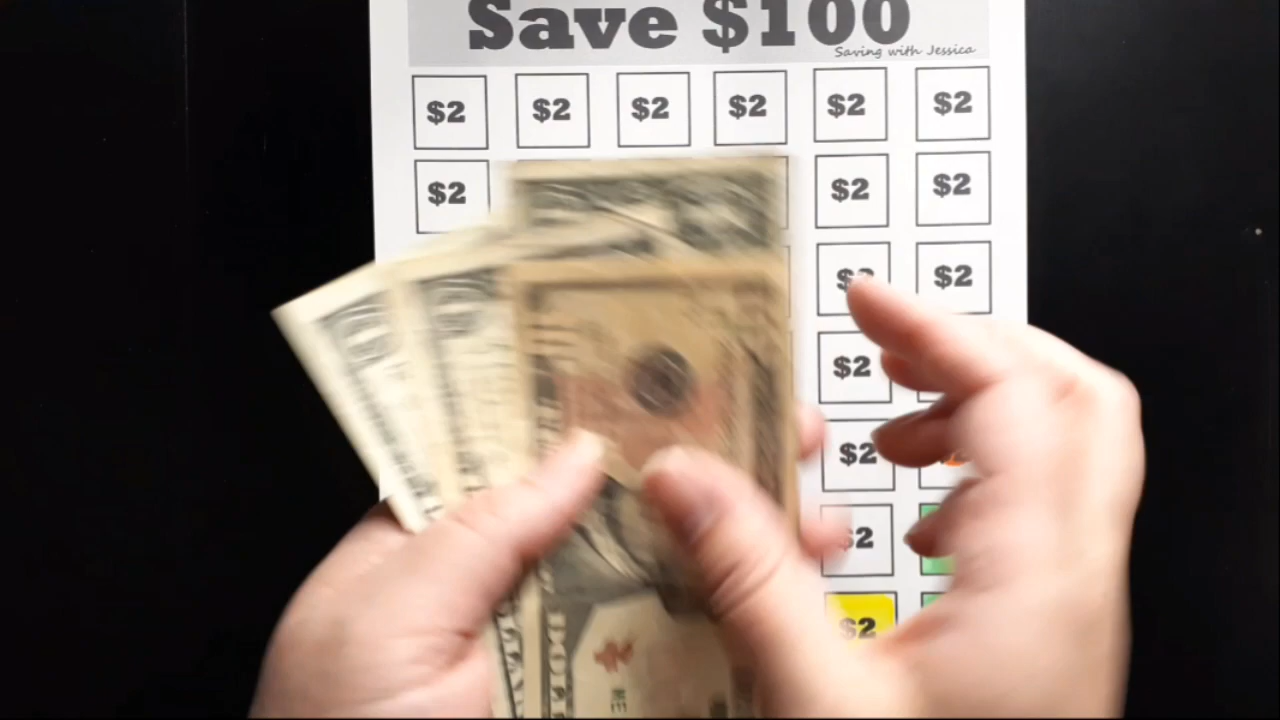 Save $100
Saving with Jessica
$2 $2 $2 $2 $2 $2
$2 $2 $2
$2 $2
$2
$2
$2
$2